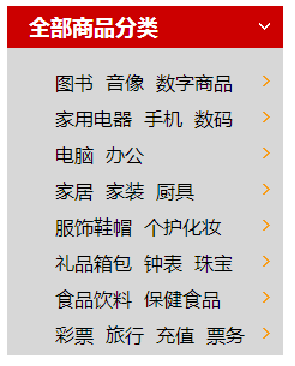 全部商品分类
图书 音像 数字商品
家用电器 手机 数码
电脑 办公
家居 家装 厨具
服饰鞋帽 个护化妆
礼品箱包 钟表 珠宝
食品饮料 保健食品
彩票 旅行 充值 票务